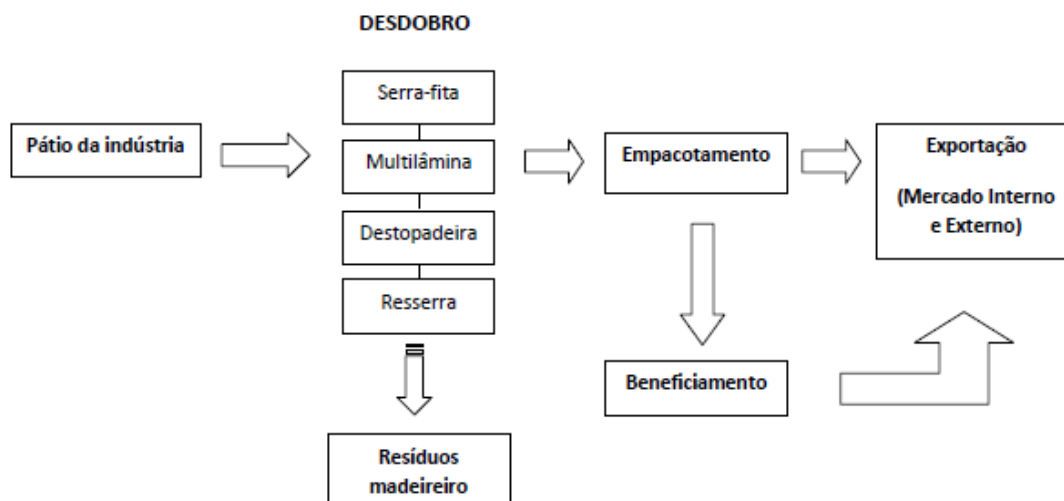 DESDOBRO
Pátio da indústria
Serra-fita
Multilâmina
Destopadeira
Resserra
Resíduos
madeireiro
Empacotamento
Beneficiamento
Exportação
(Mercado Interno
e Externo)